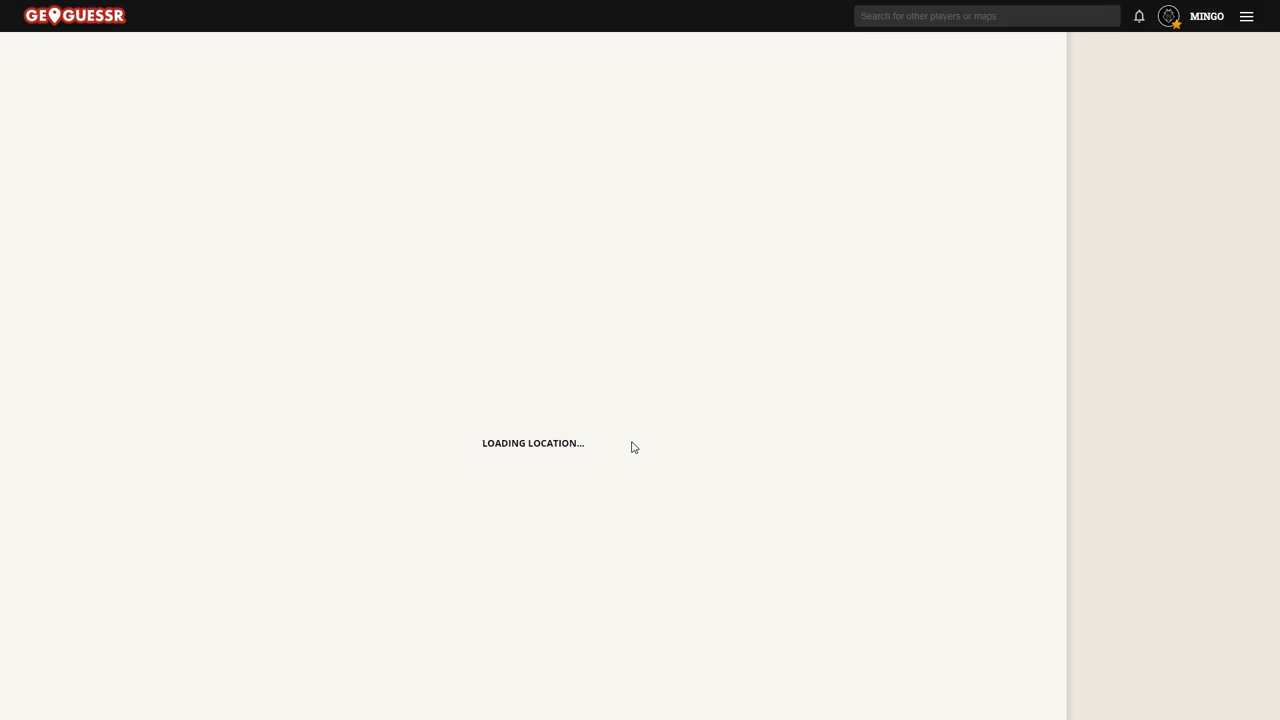 GEOGUESSR
Search for other players or maps
MINGO
LOADING LOCATION...